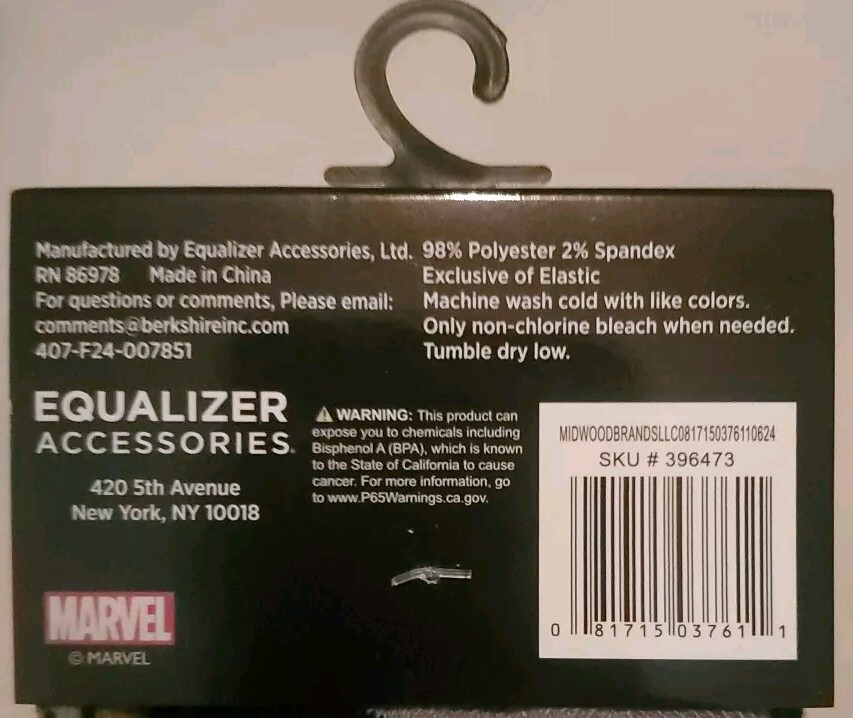 Manufactured by Equalizer Accessories, Ltd.
RN 86978 Made in China
For questions or comments, Please email:
comments@berkshireinc.com
407-F24-007851
98% Polyester 2% Spandex
Exclusive of Elastic
Machine wash cold with like colors.
Only non-chlorine bleach when needed.
Tumble dry low.
EQUALIZER
ACCESSORIES.
420 5th Avenue
New York, NY 10018
⚠ WARNING: This product can
expose you to chemicals including
Bisphenol A (BPA), which is known
to the State of California to cause
cancer. For more information, go
to www.P65Warnings.ca.gov.
MIDWOODBRANDSLLC0817150376110624
SKU # 396473
0 81715 03761 1
MARVEL
© MARVEL